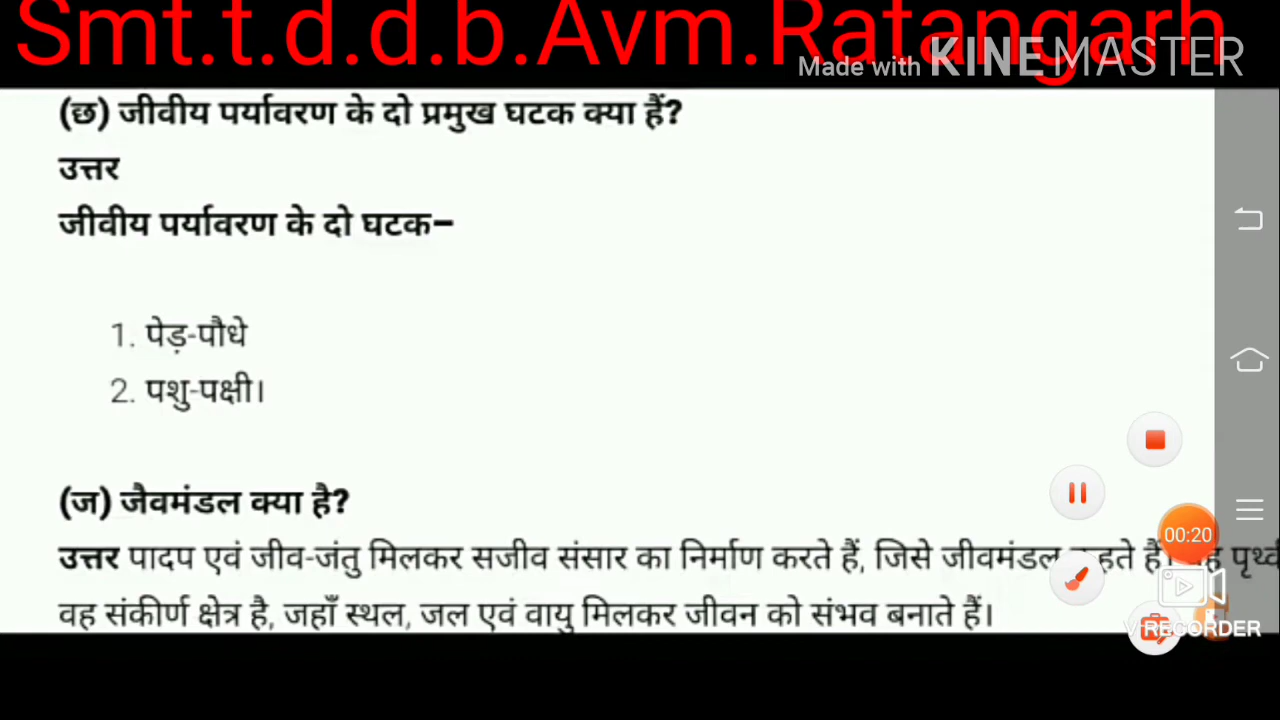 Smt.t.d.d.b.Avm.Ratangarh
Made with KINEMASTER
(छ) जीवीय पर्यावरण के दो प्रमुख घटक क्या हैं?
उत्तर
जीवीय पर्यावरण के दो घटक–
1. पेड़-पौधे
2. पशु-पक्षी।
(ज) जैवमंडल क्या है?
उत्तर पादप एवं जीव-जंतु मिलकर सजीव संसार का निर्माण करते हैं, जिसे जीवमंडल
वह संकीर्ण क्षेत्र है, जहाँ स्थल, जल एवं वायु मिलकर जीवन को संभव बनाते हैं।
00:20
RECORDER